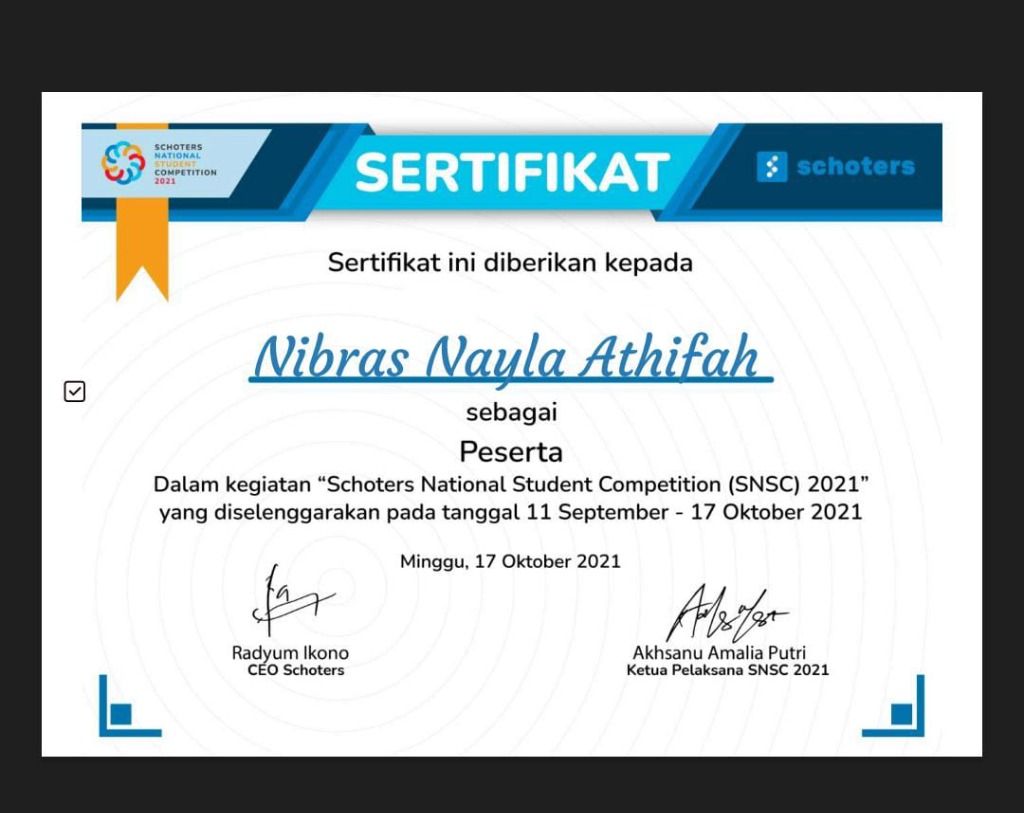 SCHOTERS
NATIONAL
STUDENT
COMPETITION
2021
SERTIFIKAT
schoters
Sertifikat ini diberikan kepada
Nibras Nayla Athifah
sebagai
Peserta
Dalam kegiatan “Schoters National Student Competition (SNSC) 2021”
yang diselenggarakan pada tanggal 11 September - 17 Oktober 2021
Minggu, 17 Oktober 2021
Radyum Ikono
CEO Schoters
Akhsanu Amalia Putri
Ketua Pelaksana SNSC 2021